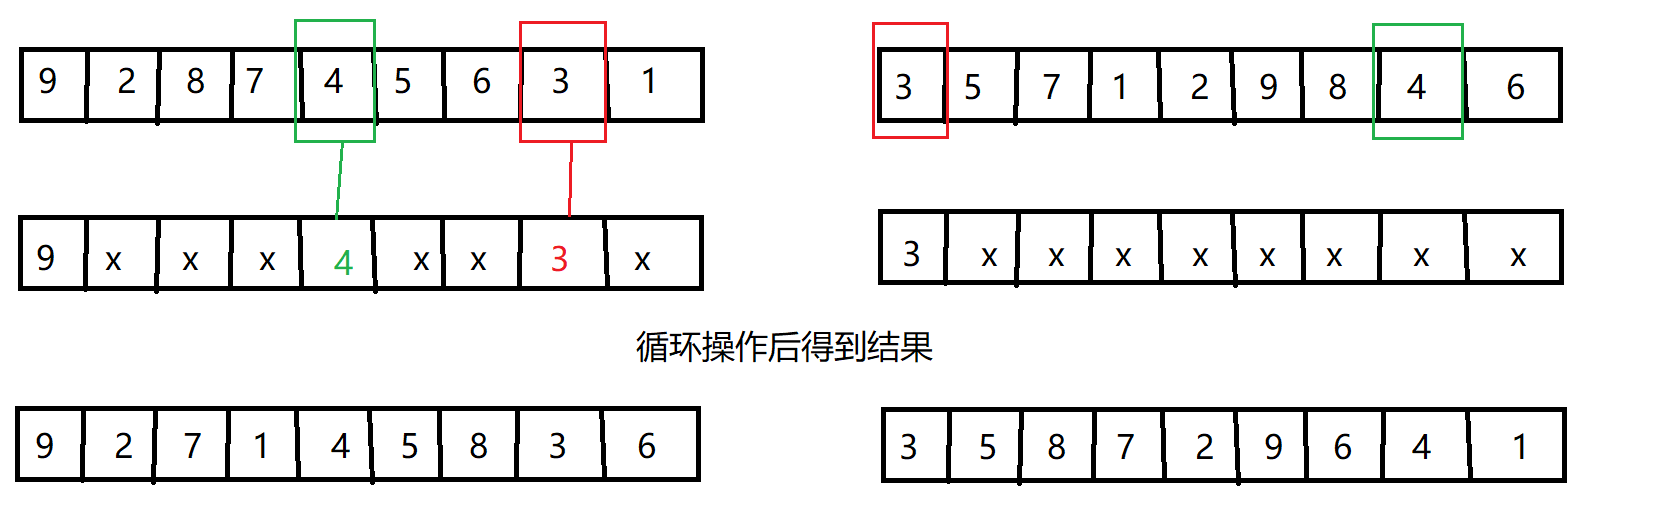 9 2 8 7 4 5 6 3 1
3 5 7 1 2 9 8 4 6
9 x x x 4 x x 3 x
3 x x x x x x x x
循环操作后得到结果
9 2 7 1 4 5 8 3 6
3 5 8 7 2 9 6 4 1